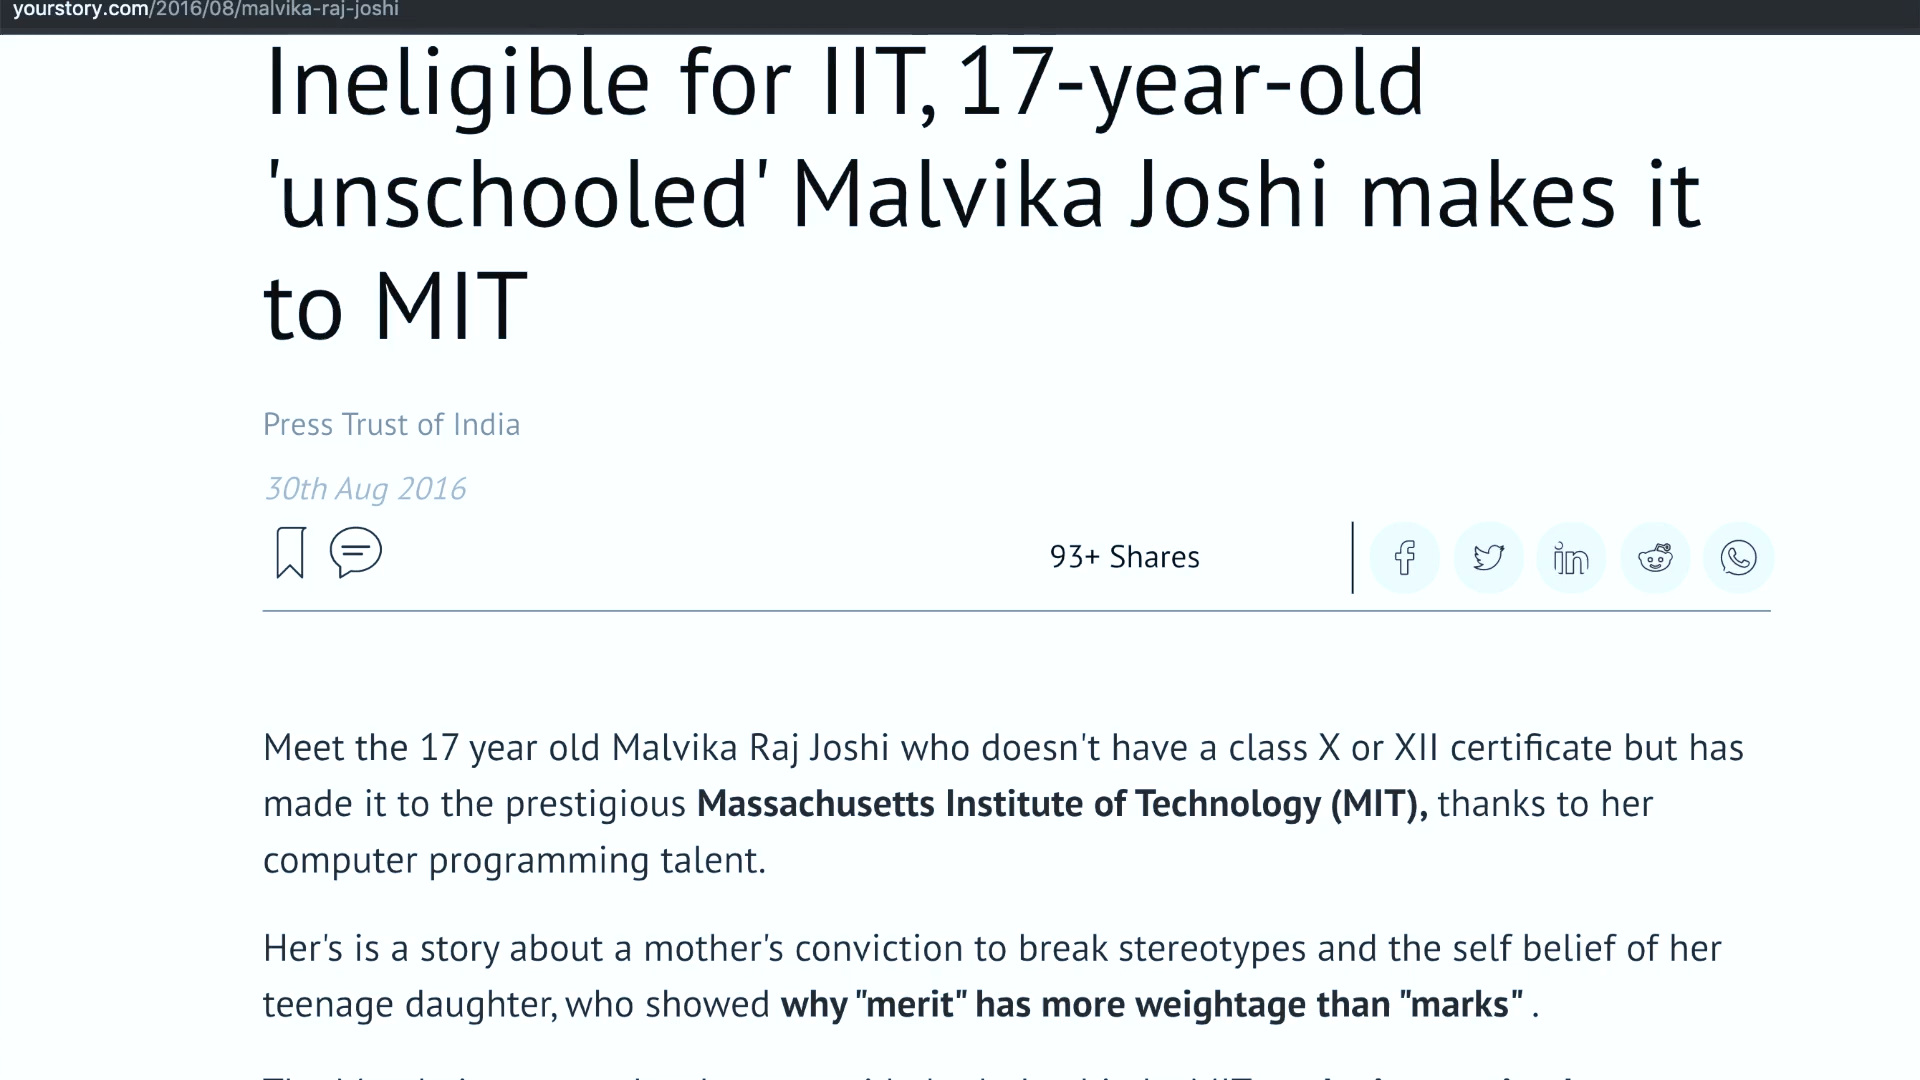 yourstory.com/2016/08/malvika-raj-joshi
Ineligible for IIT, 17-year-old
'unschooled' Malvika Joshi makes it
to MIT
Press Trust of India
30th Aug 2016
93+ Shares
Meet the 17 year old Malvika Raj Joshi who doesn't have a class X or XII certificate but has
made it to the prestigious Massachusetts Institute of Technology (MIT), thanks to her
computer programming talent.
Her's is a story about a mother's conviction to break stereotypes and the self belief of her
teenage daughter, who showed why "merit" has more weightage than "marks" .